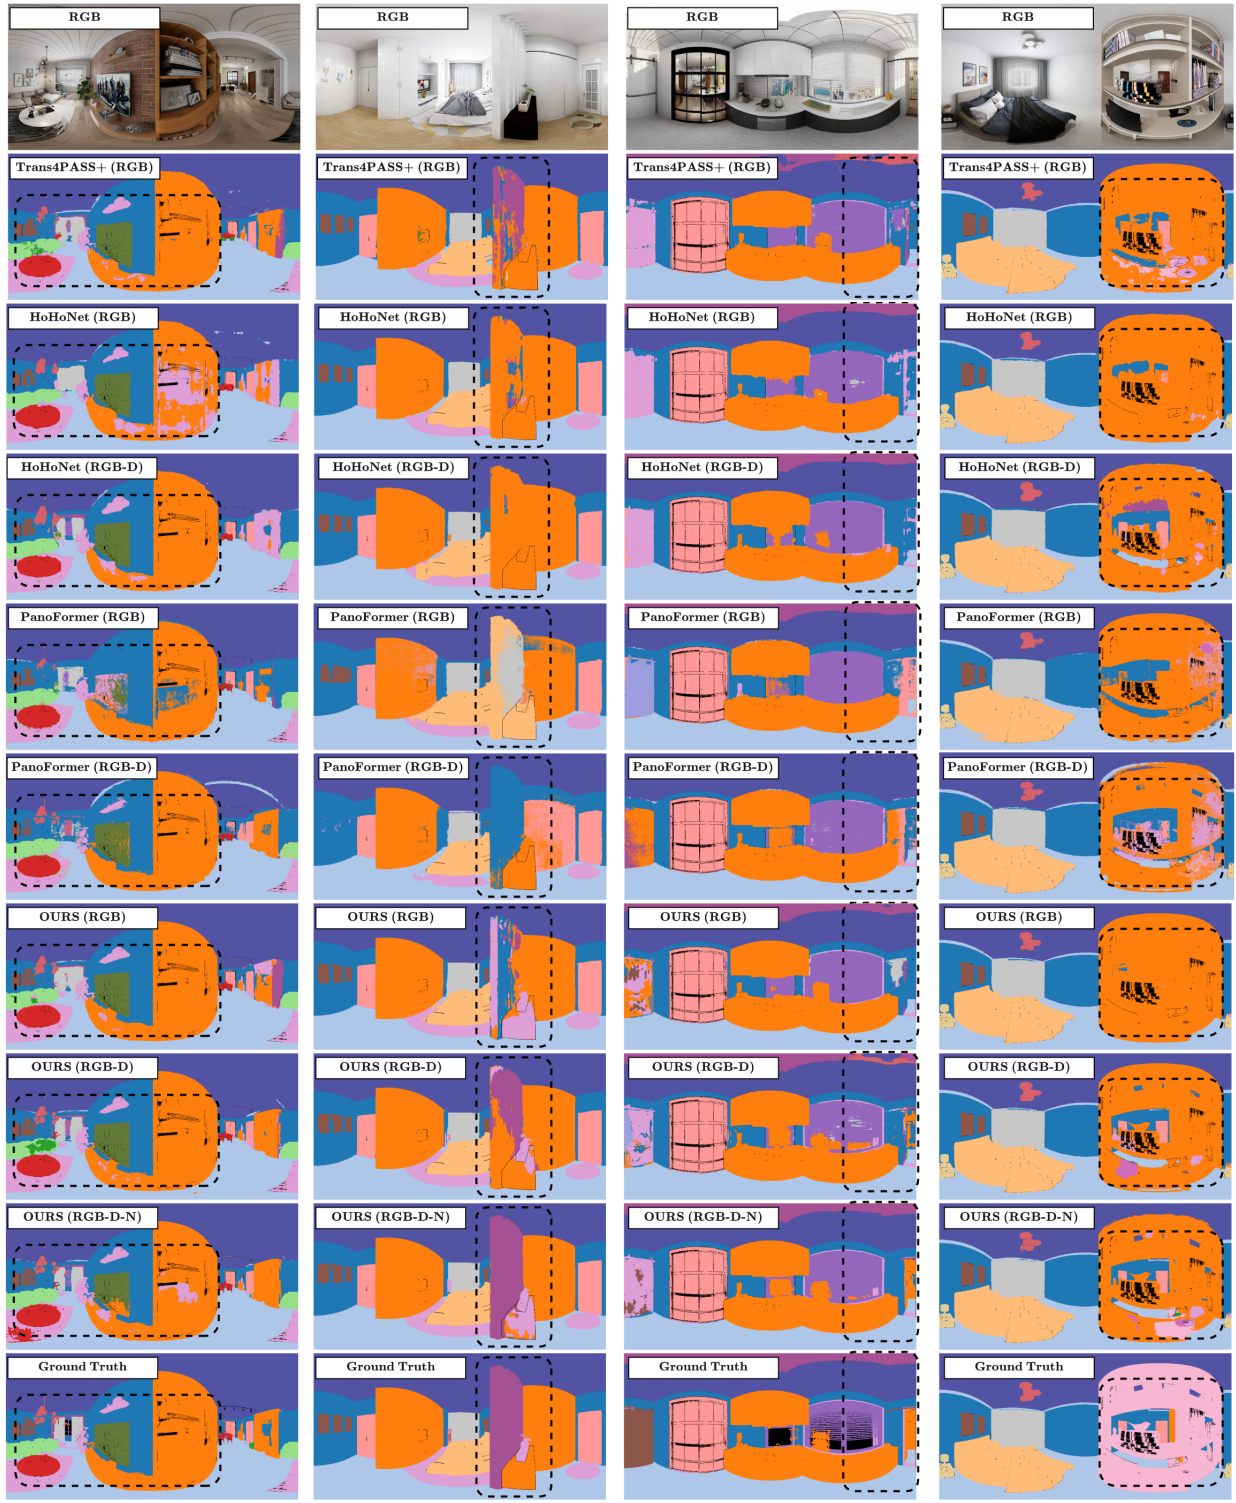 RGB RGB RGB RGB
Trans4PASS+ (RGB) Trans4PASS+ (RGB) Trans4PASS+ (RGB) Trans4PASS+ (RGB)
HoHoNet (RGB) HoHoNet (RGB) HoHoNet (RGB) HoHoNet (RGB)
HoHoNet (RGB-D) HoHoNet (RGB-D) HoHoNet (RGB-D) HoHoNet (RGB-D)
PanoFormer (RGB) PanoFormer (RGB) PanoFormer (RGB) PanoFormer (RGB)
PanoFormer (RGB-D) PanoFormer (RGB-D) PanoFormer (RGB-D) PanoFormer (RGB-D)
OURS (RGB) OURS (RGB) OURS (RGB) OURS (RGB)
OURS (RGB-D) OURS (RGB-D) OURS (RGB-D) OURS (RGB-D)
OURS (RGB-D-N) OURS (RGB-D-N) OURS (RGB-D-N) OURS (RGB-D-N)
Ground Truth Ground Truth Ground Truth Ground Truth